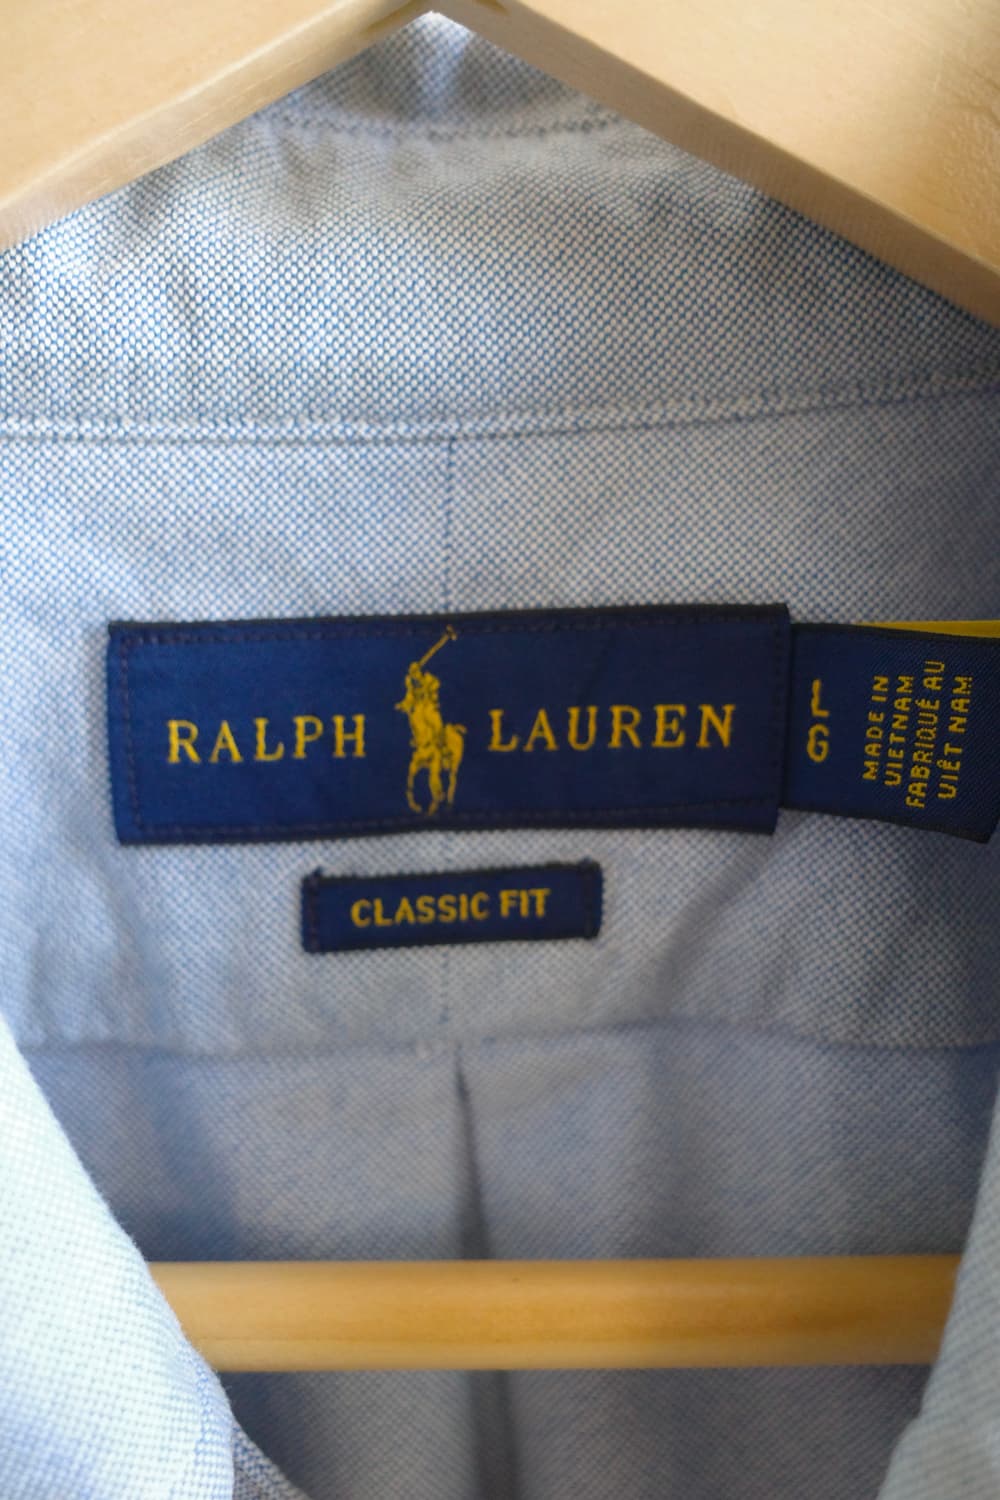 RALPH LAUREN
L
G
MADE IN
VIETNAM
FABRIQUÉ AU
VIÊT NAM
CLASSIC FIT